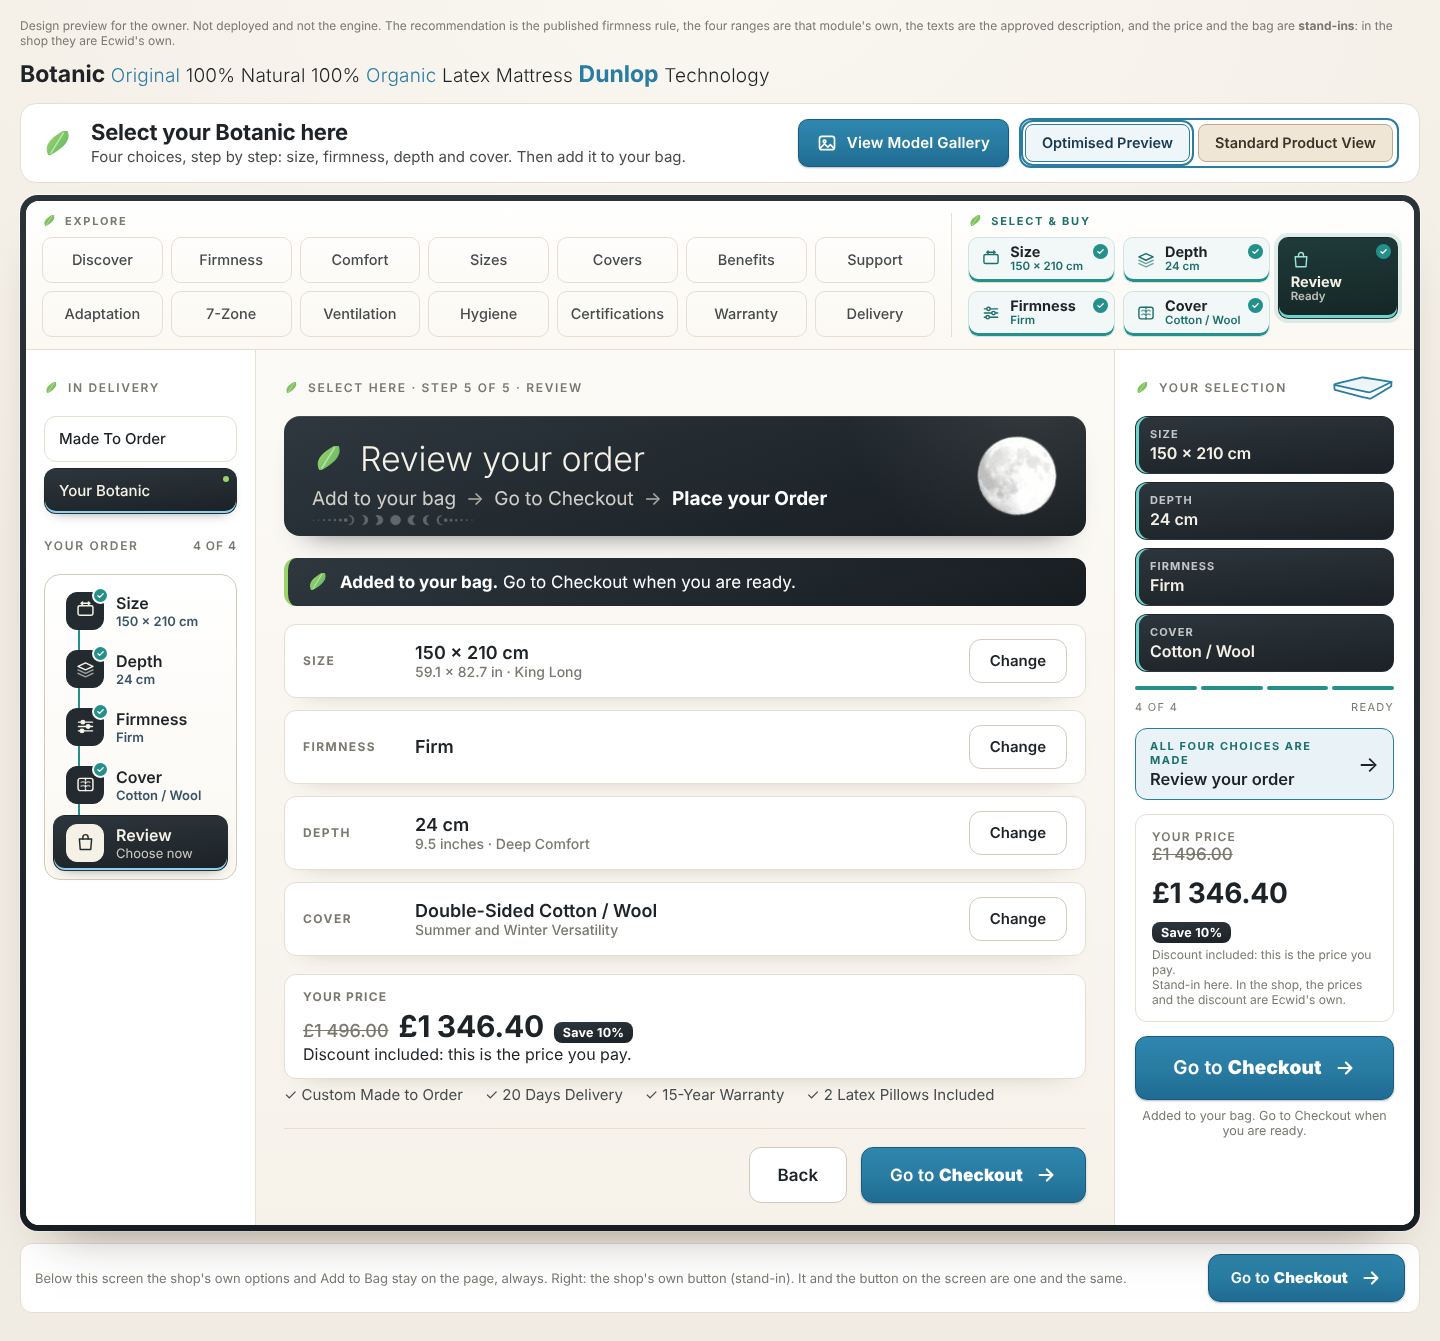 Design preview for the owner. Not deployed and not the engine. The recommendation is the published firmness rule, the four ranges are that module's own, the texts are the approved description, and the price and the bag are stand-ins: in the
shop they are Ecwid's own.
Botanic Original 100% Natural 100% Organic Latex Mattress Dunlop Technology
Select your Botanic here
Four choices, step by step: size, firmness, depth and cover. Then add it to your bag.
View Model Gallery
Optimised Preview
Standard Product View
EXPLORE
Discover
Firmness
Comfort
Sizes
Covers
Benefits
Support
Adaptation
7-Zone
Ventilation
Hygiene
Certifications
Warranty
Delivery
SELECT & BUY
Size
150 × 210 cm
Depth
24 cm
Firmness
Firm
Cover
Cotton / Wool
Review
Ready
IN DELIVERY
Made To Order
Your Botanic
YOUR ORDER 4 OF 4
Size
150 × 210 cm
Depth
24 cm
Firmness
Firm
Cover
Cotton / Wool
Review
Choose now
SELECT HERE · STEP 5 OF 5 · REVIEW
Review your order
Add to your bag → Go to Checkout → Place your Order
Added to your bag. Go to Checkout when you are ready.
SIZE
150 × 210 cm
59.1 × 82.7 in · King Long
Change
FIRMNESS
Firm
Change
DEPTH
24 cm
9.5 inches · Deep Comfort
Change
COVER
Double-Sided Cotton / Wool
Summer and Winter Versatility
Change
YOUR PRICE
£1 496.00 £1 346.40 Save 10%
Discount included: this is the price you pay.
✓ Custom Made to Order ✓ 20 Days Delivery ✓ 15-Year Warranty ✓ 2 Latex Pillows Included
Back
Go to Checkout →
YOUR SELECTION
SIZE
150 × 210 cm
DEPTH
24 cm
FIRMNESS
Firm
COVER
Cotton / Wool
4 OF 4 READY
ALL FOUR CHOICES ARE
MADE
Review your order →
YOUR PRICE
£1 496.00
£1 346.40
Save 10%
Discount included: this is the price you
pay.
Stand-in here. In the shop, the prices
and the discount are Ecwid's own.
Go to Checkout →
Added to your bag. Go to Checkout when
you are ready.
Below this screen the shop's own options and Add to Bag stay on the page, always. Right: the shop's own button (stand-in). It and the button on the screen are one and the same.
Go to Checkout →